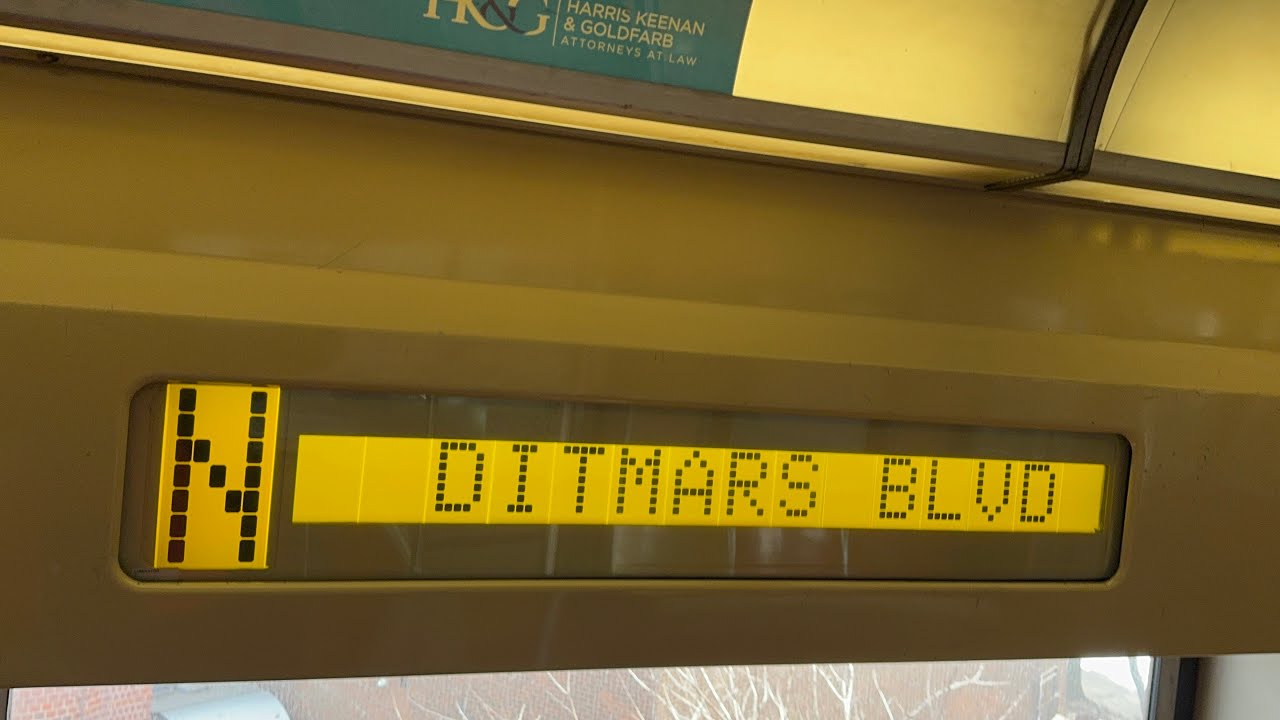 H&G
HARRIS KEENAN
& GOLDFARB
ATTORNEYS AT LAW
N
DITMARS BLVD